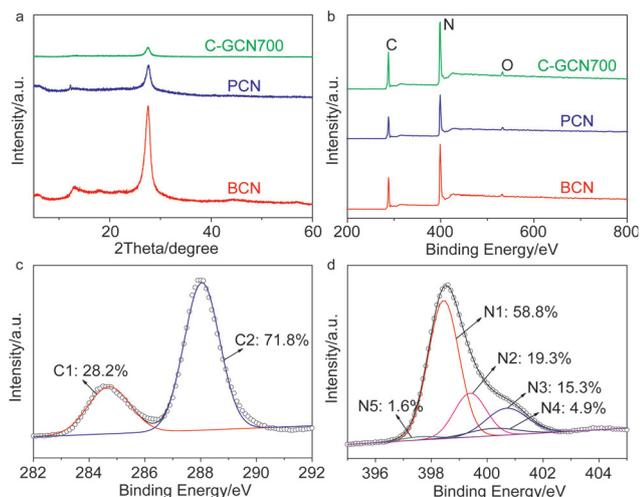 a
C-GCN700
PCN
BCN
Intensity/a.u.
20
40
60
2Theta/degree
b
C
N
O
C-GCN700
PCN
BCN
Intensity/a.u.
200
400
600
800
Binding Energy/eV
c
C1: 28.2%
C2: 71.8%
Intensity/a.u.
282
284
286
288
290
292
Binding Energy/eV
d
N1: 58.8%
N2: 19.3%
N3: 15.3%
N4: 4.9%
N5: 1.6%
Intensity/a.u.
396
398
400
402
404
Binding Energy/eV